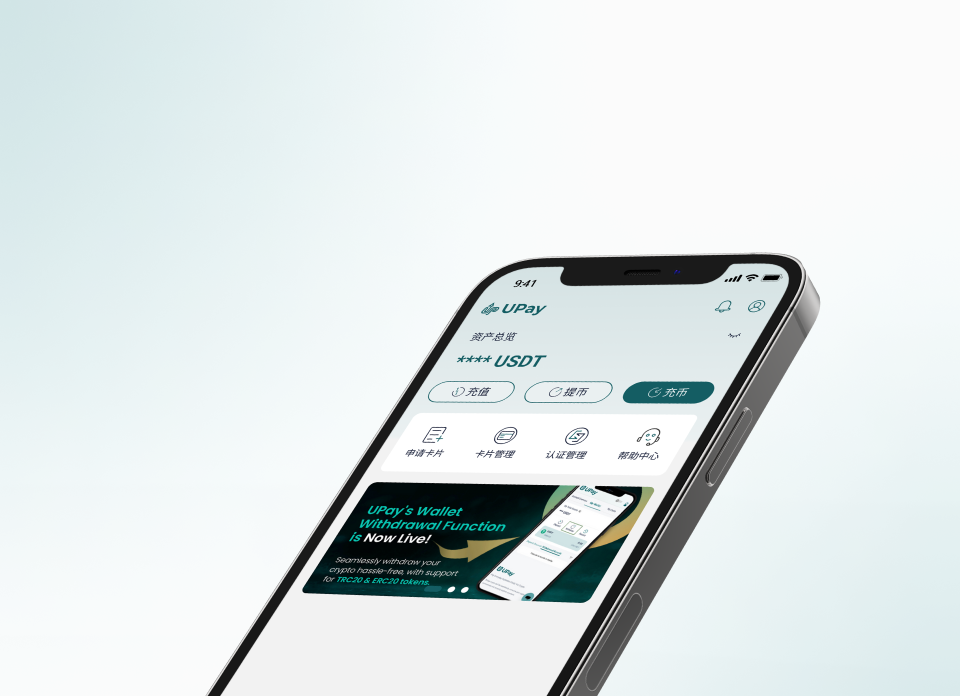 9:41
UPay
资产总览
**** USDT
充值
提币
充币
申请卡片
卡片管理
认证管理
帮助中心
UPay's Wallet
Withdrawal Function
is Now Live!
Seamlessly withdraw your
crypto hassle-free, with support
for TRC20 & ERC20 tokens.
UPay
UPay